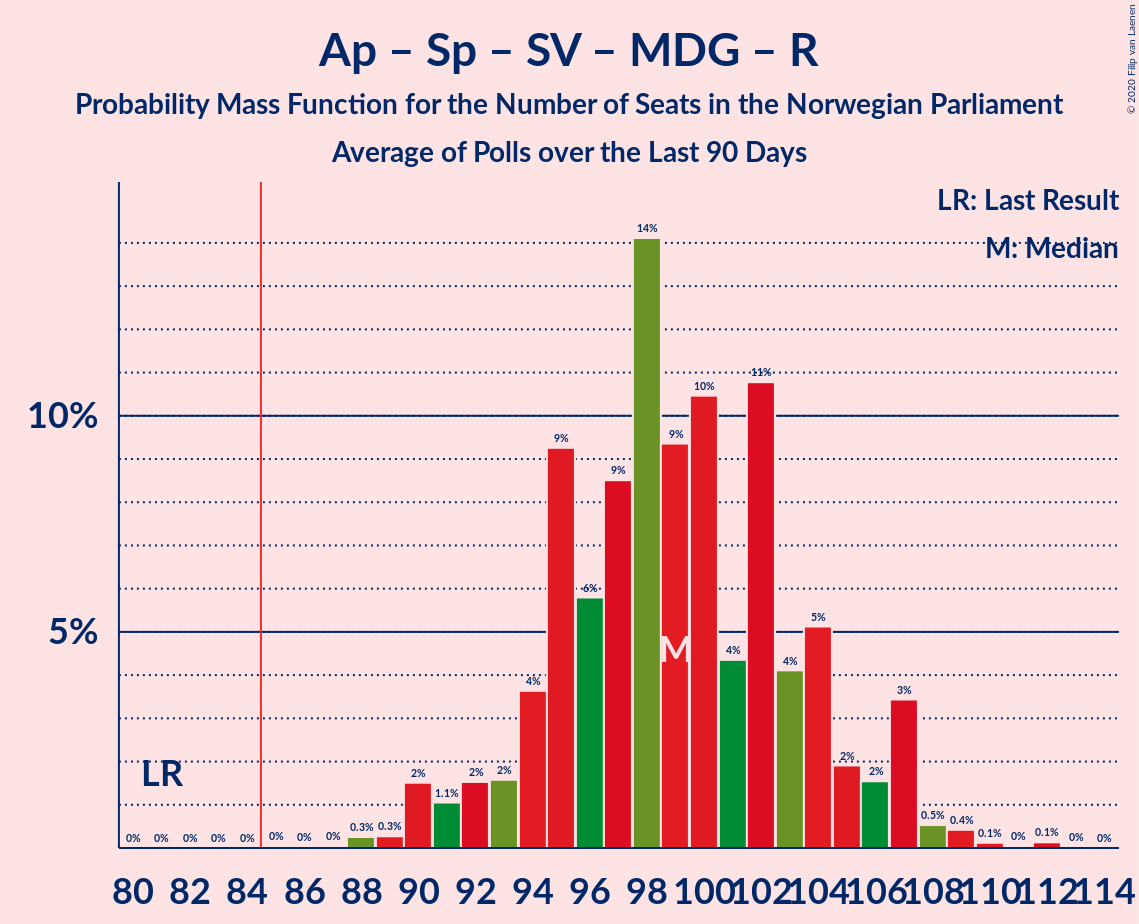 © 2020 Filip van Laenen
Ap – Sp – SV – MDG – R
Probability Mass Function for the Number of Seats in the Norwegian Parliament
Average of Polls over the Last 90 Days
LR: Last Result
M: Median
14%
11%
10%
10%
9% 9% 9%
6%
5%
5%
M
4% 4% 4%
3%
LR
2% 1.1% 2% 2% 2% 2%
0% 0% 0% 0% 0% 0% 0% 0% 0.3% 0.3% 0.5% 0.4% 0.1% 0% 0.1% 0% 0%
80 82 84 86 88 90 92 94 96 98 100 102 104 106 108 110 112 114